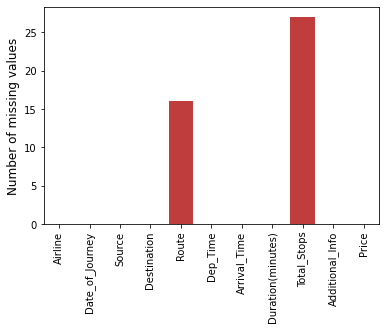 Number of missing values
25
20
15
10
5
0
Airline
Date_of_Journey
Source
Destination
Route
Dep_Time
Arrival_Time
Duration(minutes)
Total_Stops
Additional_Info
Price